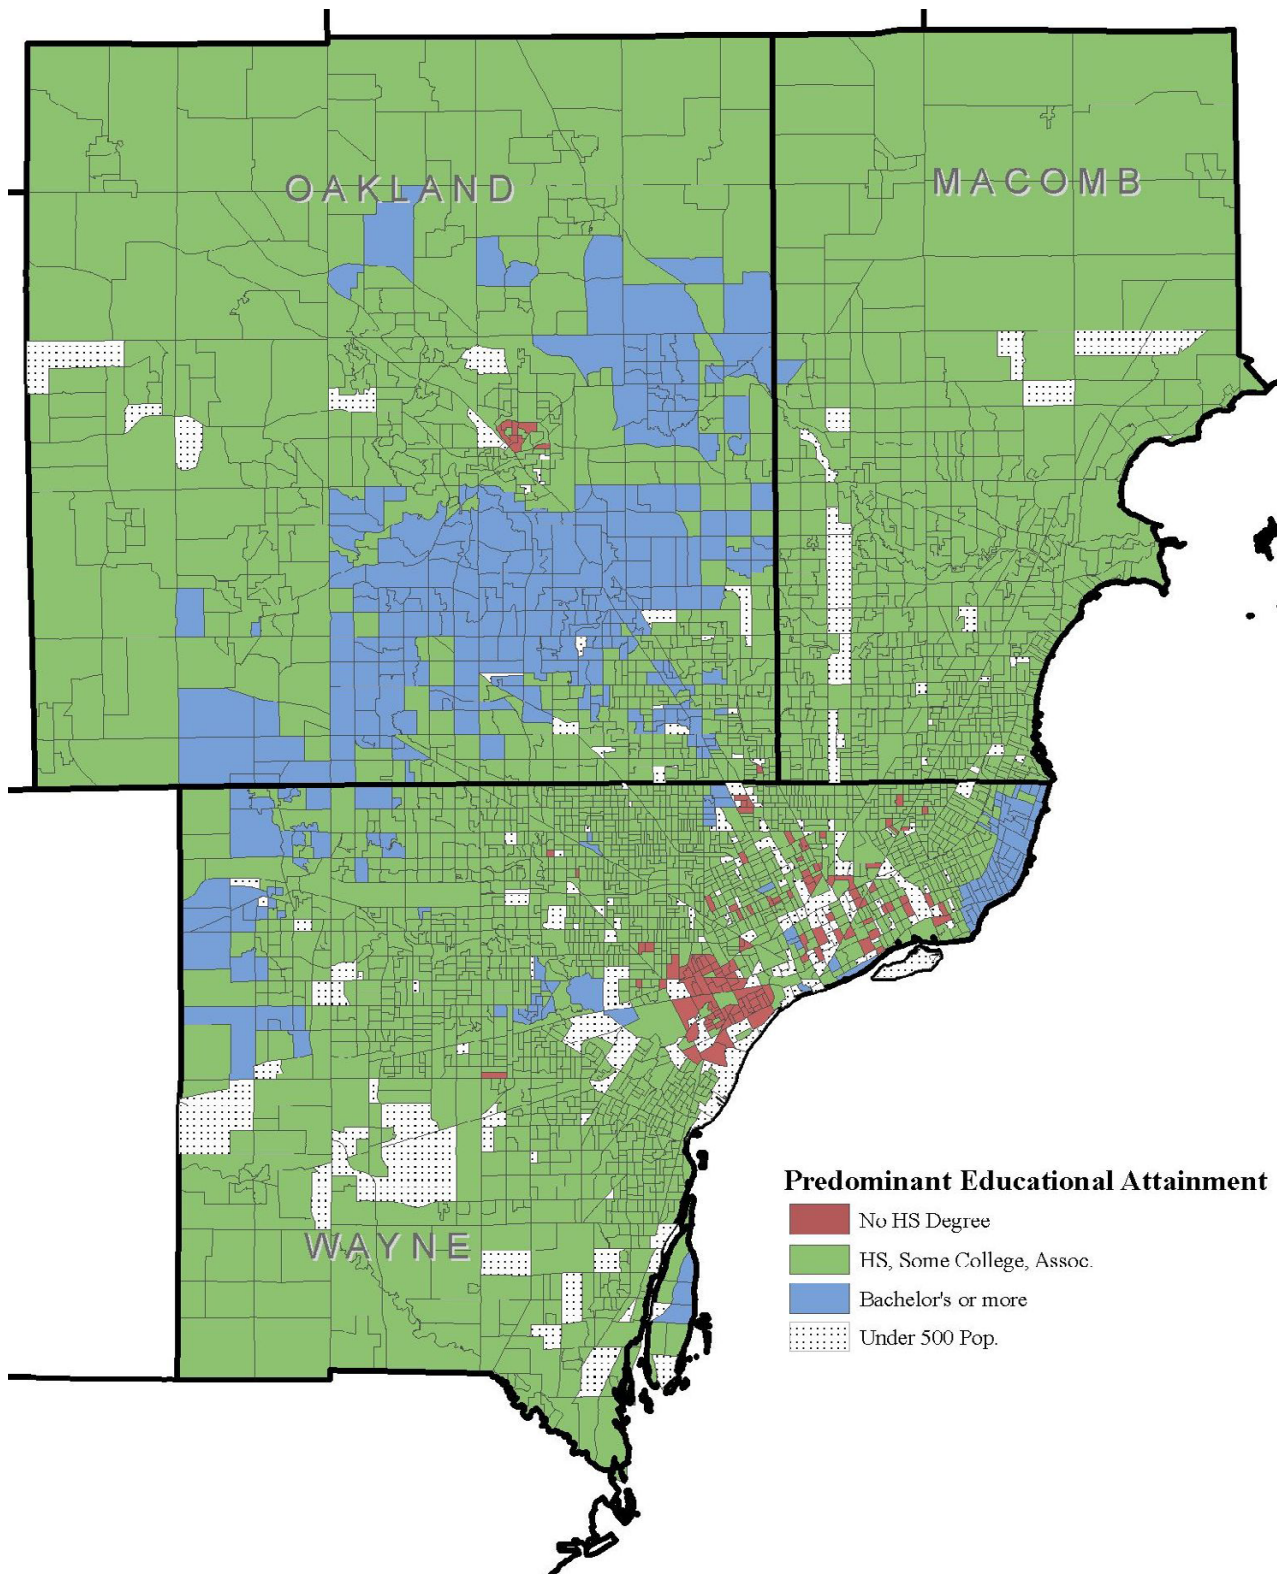 OAKLAND
MACOMB
WAYNE
Predominant Educational Attainment
No HS Degree
HS, Some College, Assoc.
Bachelor's or more
Under 500 Pop.